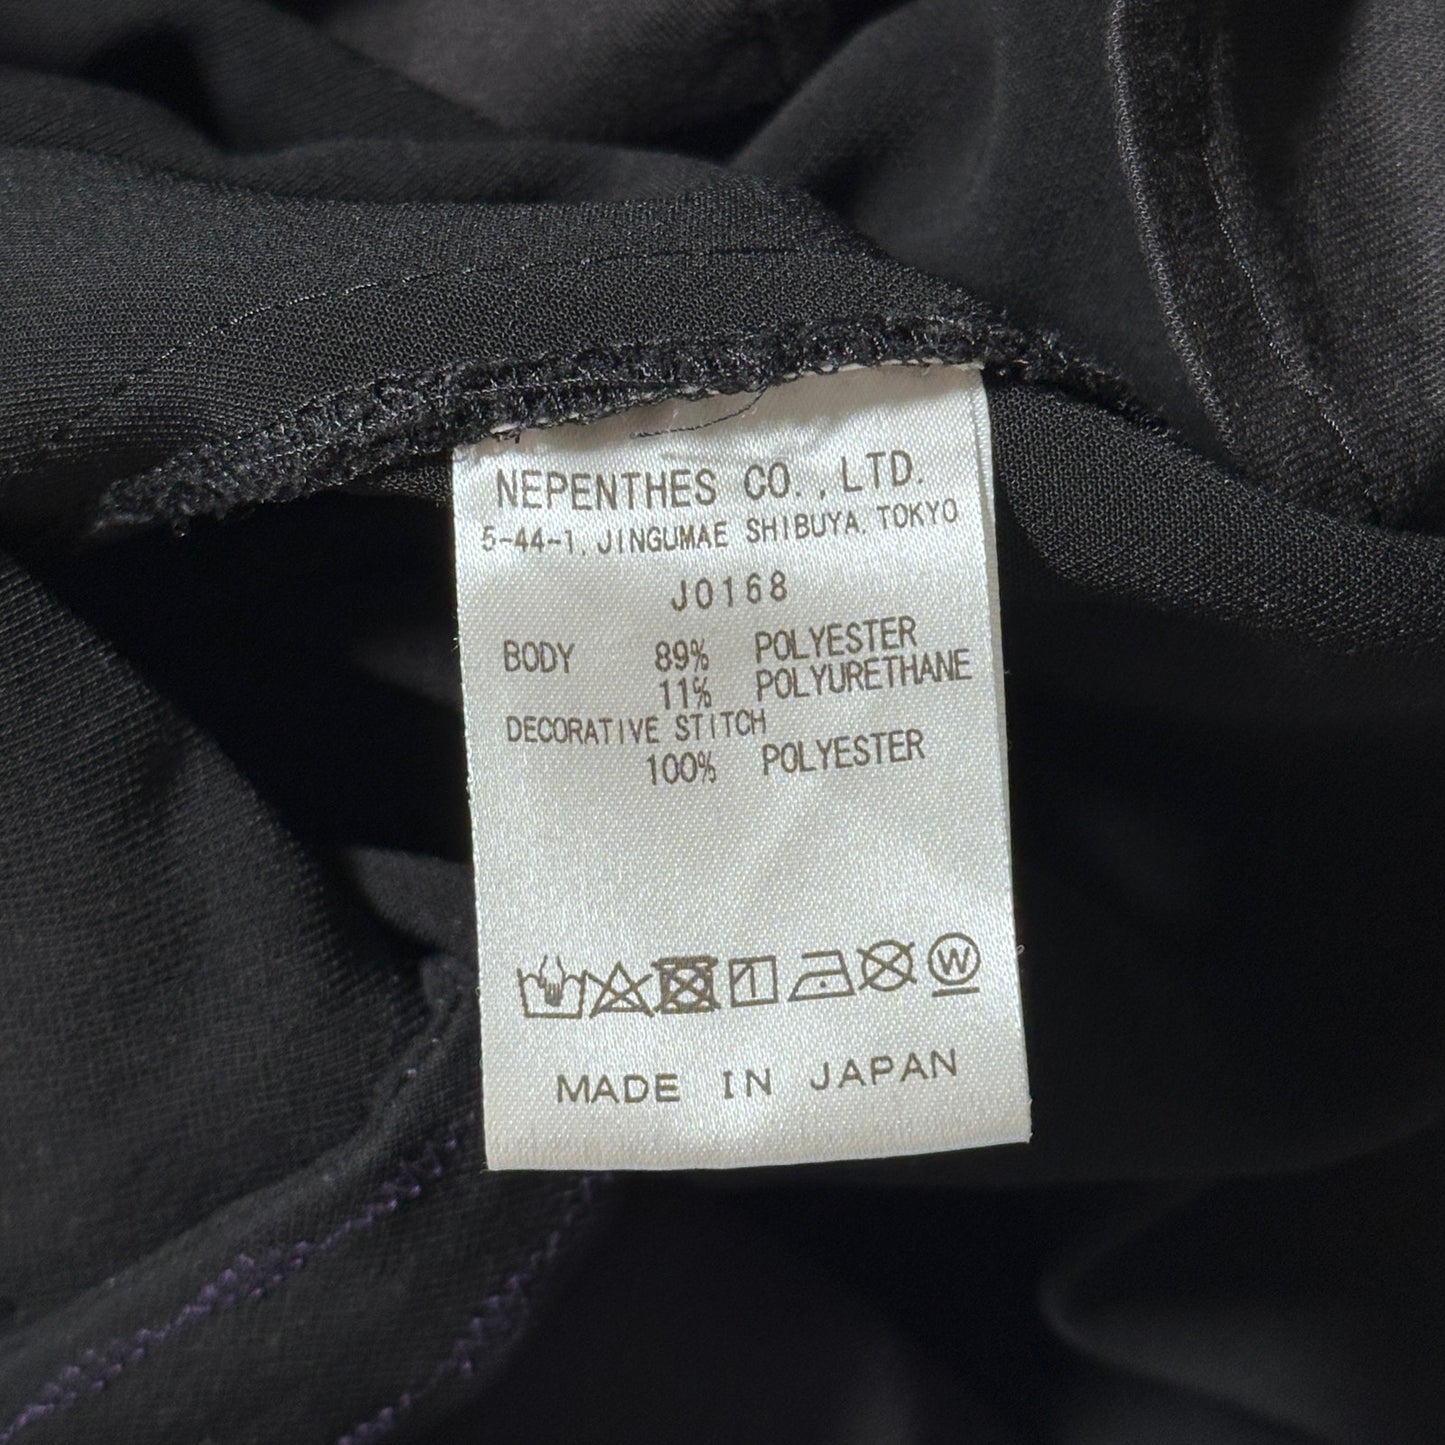 NEPENTHES CO.,LTD.
5-44-1, JINGUMAE SHIBUYA, TOKYO
J0168
BODY 89% POLYESTER
11% POLYURETHANE
DECORATIVE STITCH
100% POLYESTER
W
MADE IN JAPAN